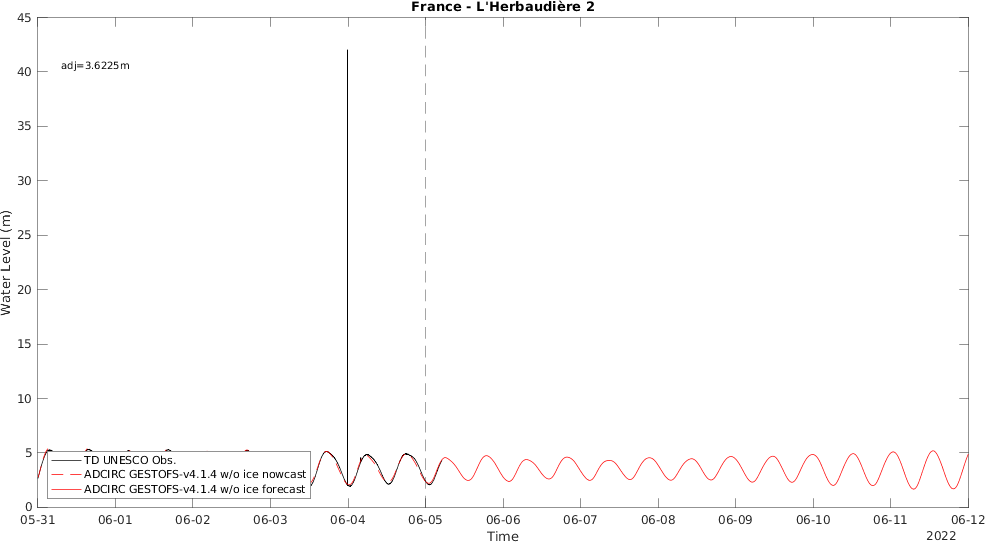 France - L'Herbaudière 2
adj=3.6225m
Water Level (m)
45
40
35
30
25
20
15
10
5
0
TD UNESCO Obs.
ADCIRC GESTOFS-v4.1.4 w/o ice nowcast
ADCIRC GESTOFS-v4.1.4 w/o ice forecast
05-31 06-01 06-02 06-03 06-04 06-05 06-06 06-07 06-08 06-09 06-10 06-11 06-12
Time
2022